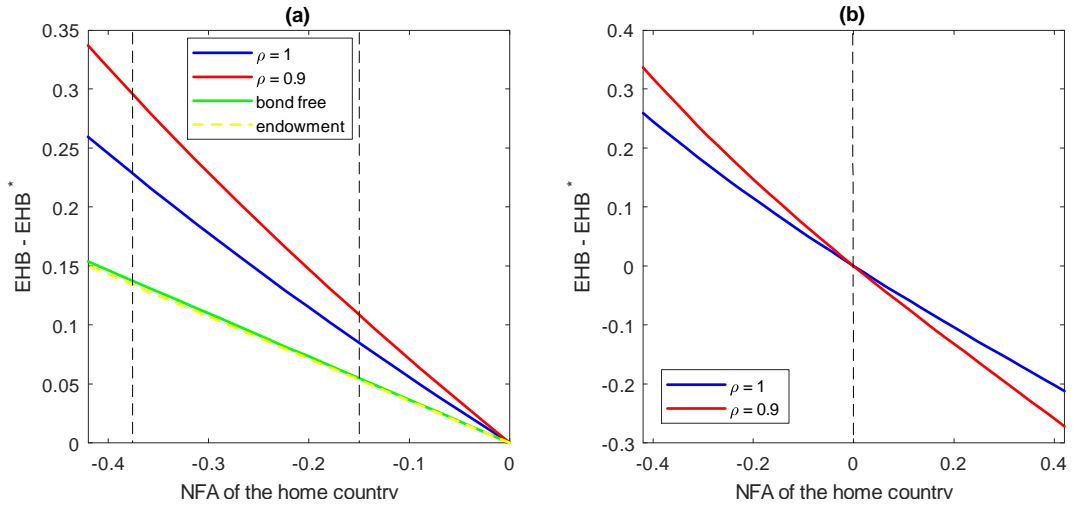 (a)
0.35
0.3
0.25
0.2
0.15
0.1
0.05
0
EHB - EHB*
ρ = 1
ρ = 0.9
bond free
endowment
-0.4
-0.3
-0.2
-0.1
0
NFA of the home country
(b)
0.4
0.3
0.2
0.1
0
-0.1
-0.2
-0.3
EHB - EHB*
ρ = 1
ρ = 0.9
-0.4
-0.2
0
0.2
0.4
NFA of the home country